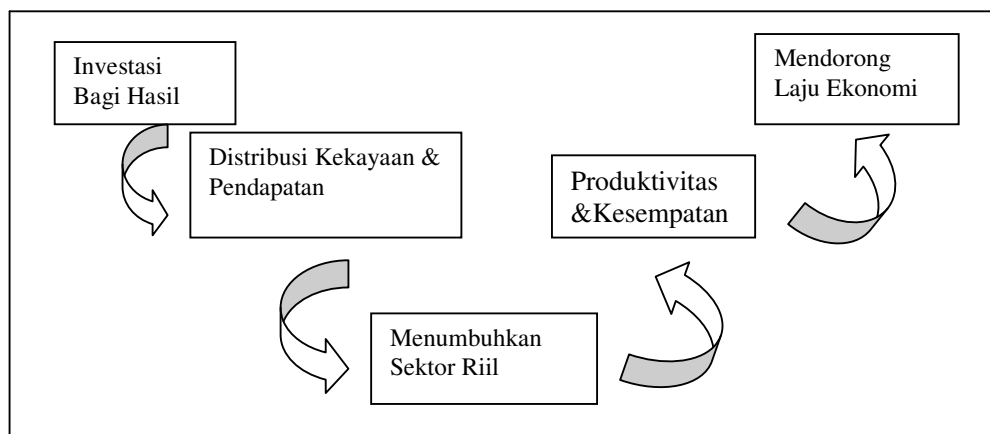 Investasi
Bagi Hasil
Distribusi Kekayaan &
Pendapatan
Menumbuhkan
Sektor Riil
Produktivitas
&Kesempatan
Mendorong
Laju Ekonomi